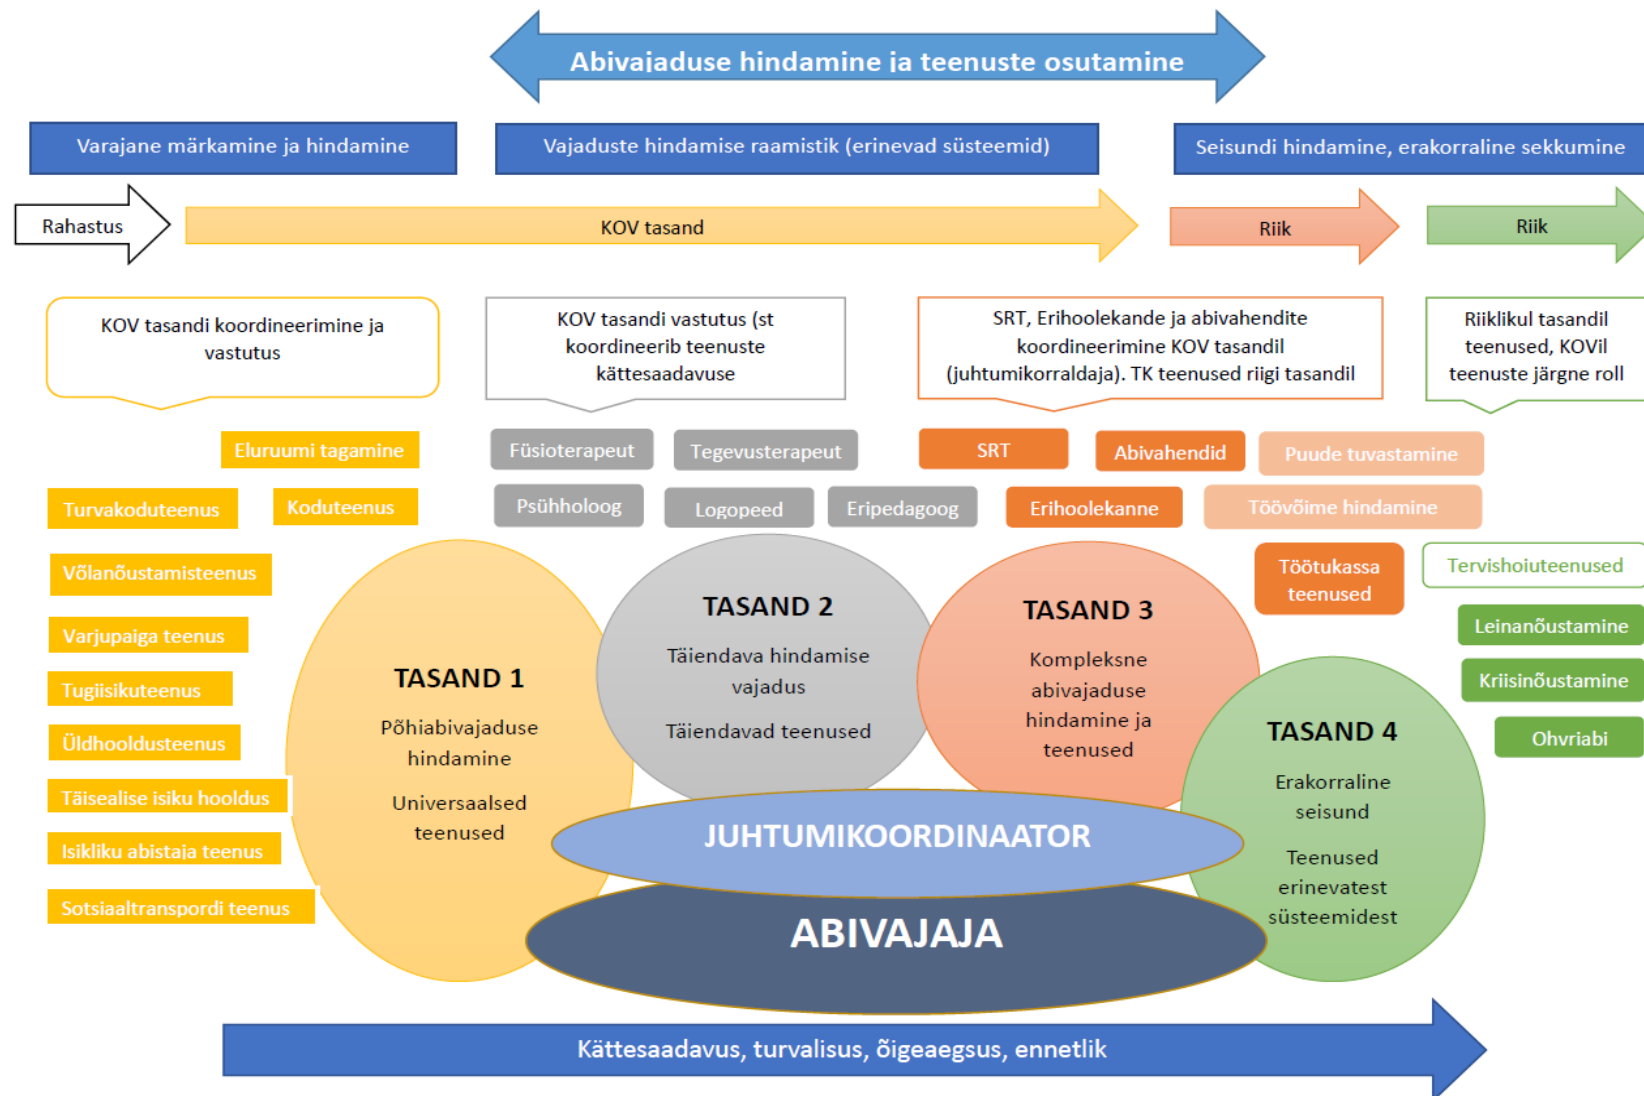 Abivajaduse hindamine ja teenuste osutamine
Varajane märkamine ja hindamine
Vajaduste hindamise raamistik (erinevad süsteemid)
Seisundi hindamine, erakorraline sekkumine
Rahastus
KOV tasand
Riik
Riik
KOV tasandi koordineerimine ja
vastutus
KOV tasandi vastutus (st
koordineerib teenuste
kättesaadavuse
SRT, Erihoolekande ja abivahendite
koordineerimine KOV tasandil
(juhtumikorraldaja). TK teenused riigi tasandil
Riiklikul tasandil
teenused, KOVil
teenuste järgne roll
Eluruumi tagamine
Turvakoduteenus
Koduteenus
Võlanõustamisteenus
Varjupaiga teenus
Tugiisikuteenus
Üldhooldusteenus
Täisealise isiku hooldus
Isikliku abistaja teenus
Sotsiaaltranspordi teenus
Füsioterapeut
Tegevusterapeut
Psühholoog
Logopeed
Eripedagoog
SRT
Abivahendid
Puude tuvastamine
Erihoolekanne
Töövõime hindamine
Töötukassa
teenused
Tervishoiuteenused
Leinanõustamine
Kriisinõustamine
Ohvriabi
TASAND 1
Põhiabivajaduse
hindamine
Universaalsed
teenused
TASAND 2
Täiendava hindamise
vajadus
Täiendavad teenused
TASAND 3
Kompleksne
abivajaduse
hindamine ja
teenused
TASAND 4
Erakorraline
seisund
Teenused
erinevatest
süsteemidest
JUHTUMIKOORDINAATOR
ABIVAJAJA
Kättesaadavus, turvalisus, õigeaegsus, ennetlik